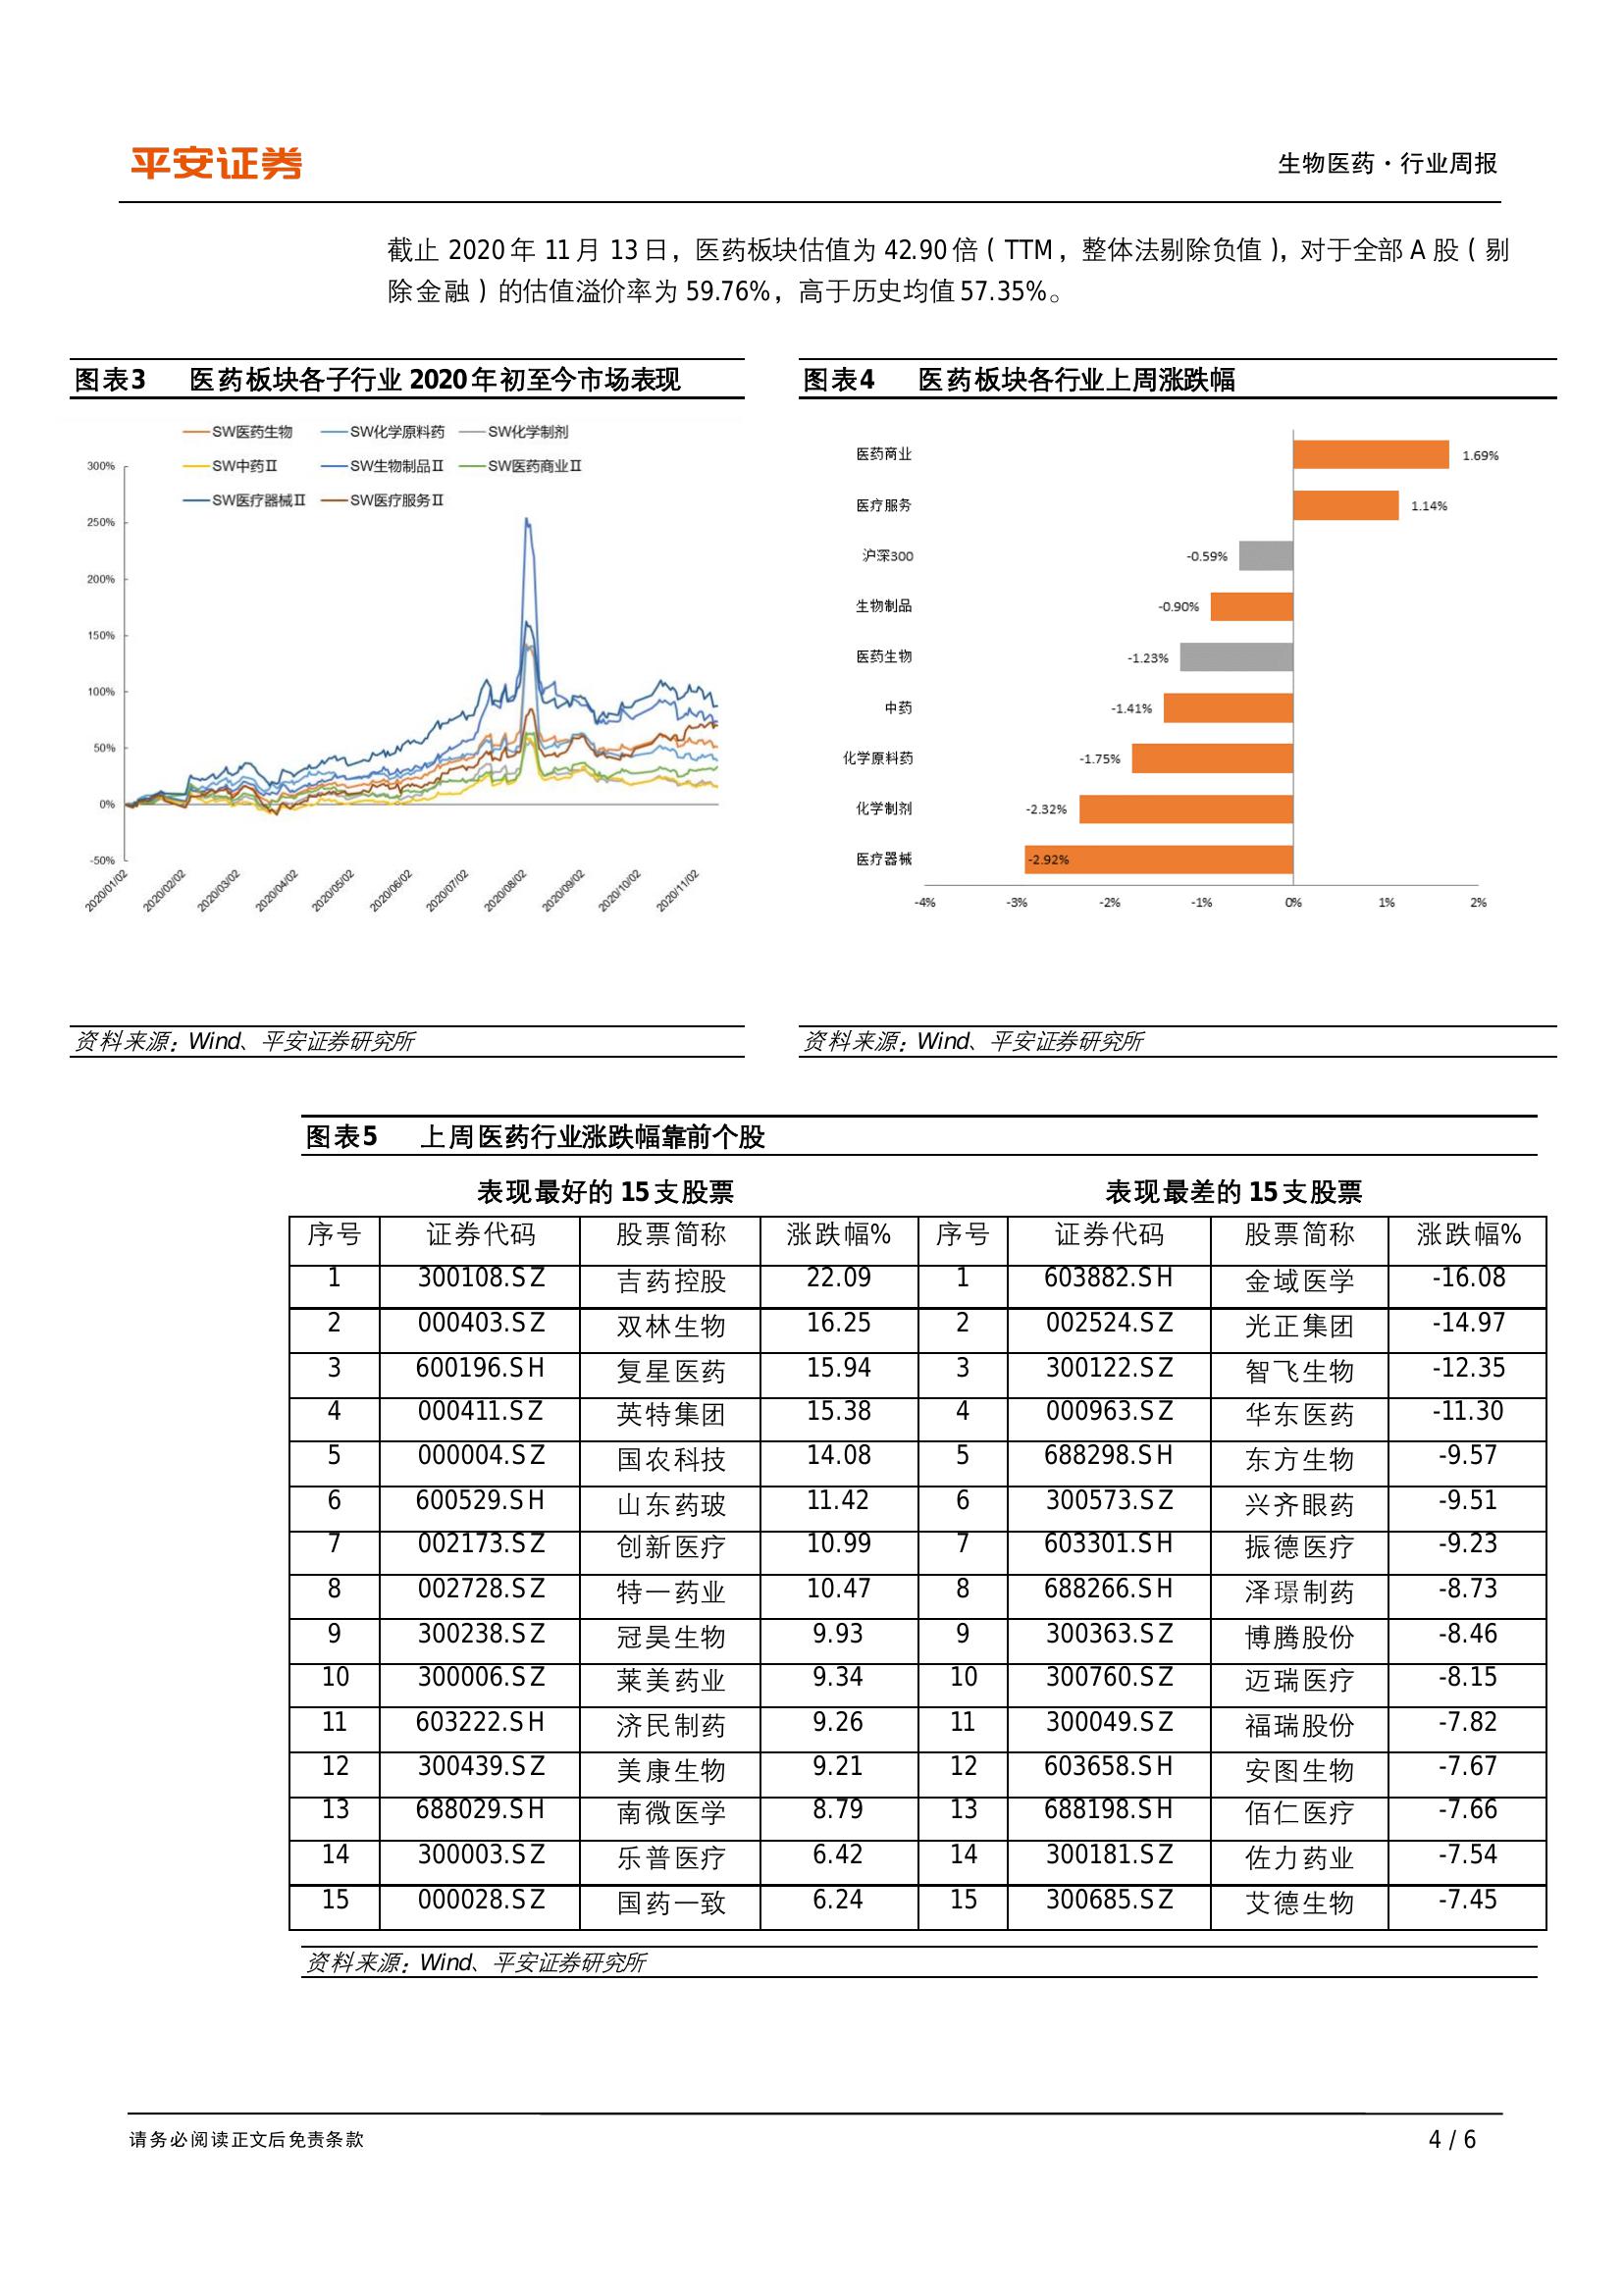 平安证券
生物医药·行业周报
截止 2020 年 11 月 13 日，医药板块估值为 42.90 倍（TTM，整体法剔除负值），对于全部 A 股（剔
除金融）的估值溢价率为 59.76%，高于历史均值 57.35%。
图表3 医药板块各子行业 2020 年初至今市场表现
SW医药生物 SW化学原料药 SW化学制剂
SW中药Ⅱ SW生物制品Ⅱ SW医药商业Ⅱ
SW医疗器械Ⅱ SW医疗服务Ⅱ
300%
250%
200%
150%
100%
50%
0%
-50%
2020/01/02 2020/02/02 2020/03/02 2020/04/02 2020/05/02 2020/06/02 2020/07/02 2020/08/02 2020/09/02 2020/10/02 2020/11/02
资料来源：Wind、平安证券研究所
图表4 医药板块各行业上周涨跌幅
医药商业 1.69%
医疗服务 1.14%
沪深300 -0.59%
生物制品 -0.90%
医药生物 -1.23%
中药 -1.41%
化学原料药 -1.75%
化学制剂 -2.32%
医疗器械 -2.92%
-4% -3% -2% -1% 0% 1% 2%
资料来源：Wind、平安证券研究所
图表5 上周医药行业涨跌幅靠前个股
表现最好的 15 支股票 表现最差的 15 支股票
序号 证券代码 股票简称 涨跌幅% 序号 证券代码 股票简称 涨跌幅%
1 300108.SZ 吉药控股 22.09 1 603882.SH 金域医学 -16.08
2 000403.SZ 双林生物 16.25 2 002524.SZ 光正集团 -14.97
3 600196.SH 复星医药 15.94 3 300122.SZ 智飞生物 -12.35
4 000411.SZ 英特集团 15.38 4 000963.SZ 华东医药 -11.30
5 000004.SZ 国农科技 14.08 5 688298.SH 东方生物 -9.57
6 600529.SH 山东药玻 11.42 6 300573.SZ 兴齐眼药 -9.51
7 002173.SZ 创新医疗 10.99 7 603301.SH 振德医疗 -9.23
8 002728.SZ 特一药业 10.47 8 688266.SH 泽璟制药 -8.73
9 300238.SZ 冠昊生物 9.93 9 300363.SZ 博腾股份 -8.46
10 300006.SZ 莱美药业 9.34 10 300760.SZ 迈瑞医疗 -8.15
11 603222.SH 济民制药 9.26 11 300049.SZ 福瑞股份 -7.82
12 300439.SZ 美康生物 9.21 12 603658.SH 安图生物 -7.67
13 688029.SH 南微医学 8.79 13 688198.SH 佰仁医疗 -7.66
14 300003.SZ 乐普医疗 6.42 14 300181.SZ 佐力药业 -7.54
15 000028.SZ 国药一致 6.24 15 300685.SZ 艾德生物 -7.45
资料来源：Wind、平安证券研究所
请务必阅读正文后免责条款
4 / 6